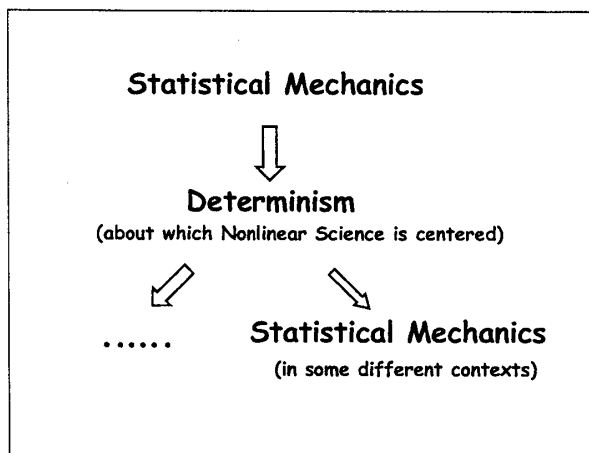 Statistical Mechanics
Determinism
(about which Nonlinear Science is centered)
...... Statistical Mechanics
(in some different contexts)